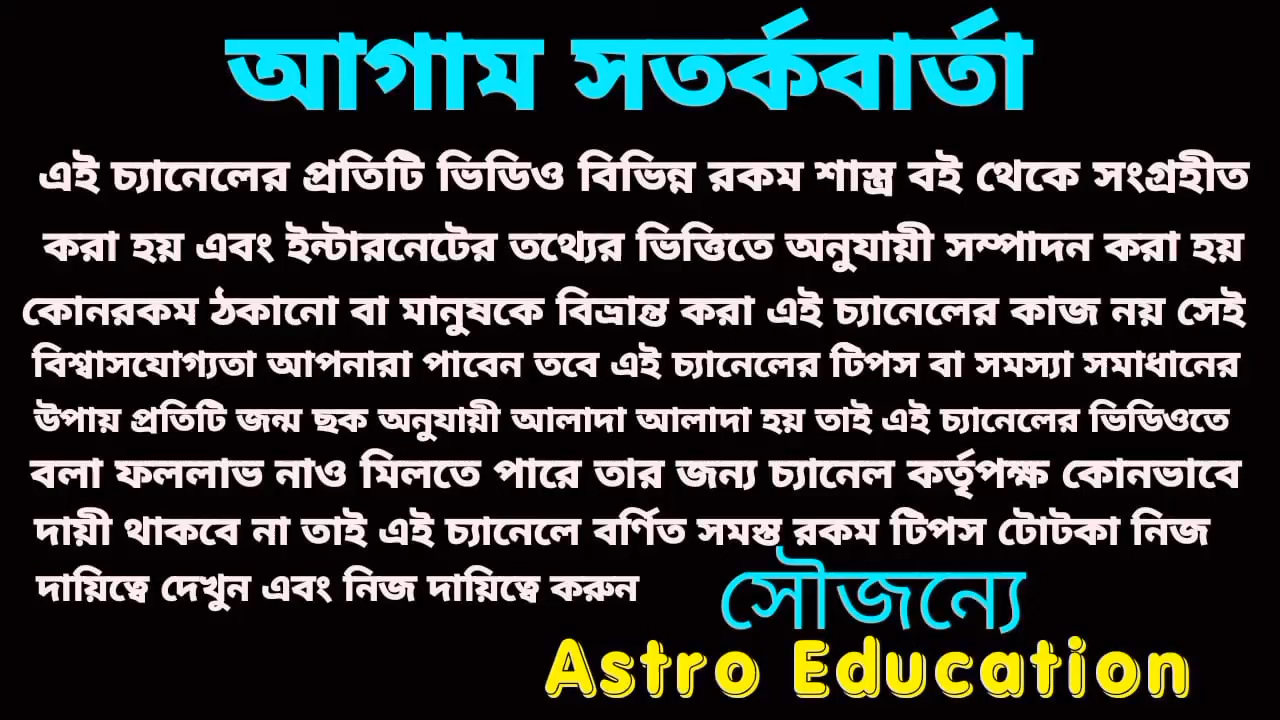 আগাম সতর্কবার্তা
এই চ্যানেলের প্রতিটি ভিডিও বিভিন্ন রকম শাস্ত্র বই থেকে সংগ্রহীত
করা হয় এবং ইন্টারনেটের তথ্যের ভিত্তিতে অনুযায়ী সম্পাদন করা হয়
কোনরকম ঠকানো বা মানুষকে বিভ্রান্ত করা এই চ্যানেলের কাজ নয় সেই
বিশ্বাসযোগ্যতা আপনারা পাবেন তবে এই চ্যানেলের টিপস বা সমস্যা সমাধানের
উপায় প্রতিটি জন্ম ছক অনুযায়ী আলাদা আলাদা হয় তাই এই চ্যানেলের ভিডিওতে
বলা ফললাভ নাও মিলতে পারে তার জন্য চ্যানেল কর্তৃপক্ষ কোনভাবে
দায়ী থাকবে না তাই এই চ্যানেলে বর্ণিত সমস্ত রকম টিপস টোটকা নিজ
দায়িত্বে দেখুন এবং নিজ দায়িত্বে করুন
সৌজন্যে
Astro Education